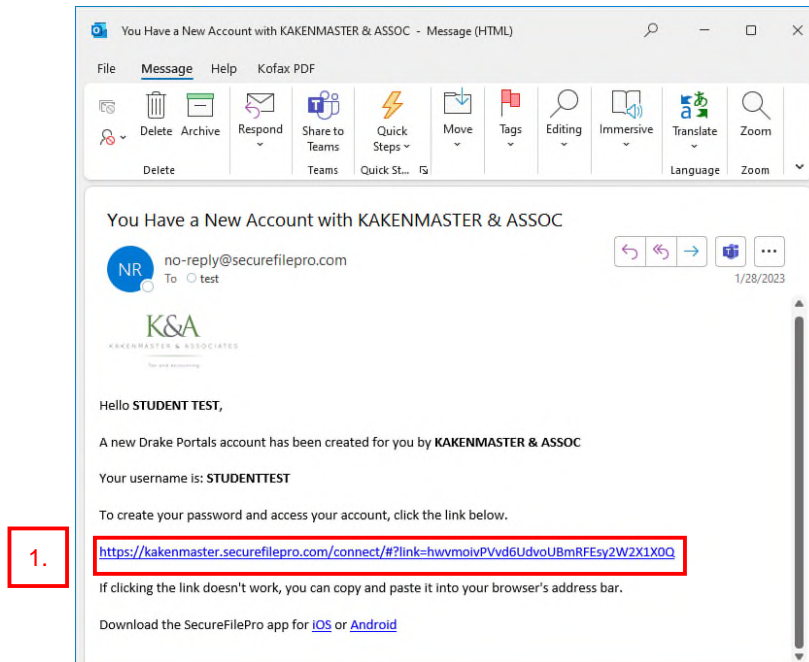 You Have a New Account with KAKENMASTER & ASSOC - Message (HTML)
File Message Help Kofax PDF
Delete Archive Respond Share to Teams Quick Steps Move Tags Editing Immersive Translate Zoom
Delete Teams Quick St... Language Zoom
You Have a New Account with KAKENMASTER & ASSOC
NR
no-reply@securefilepro.com
To test
1/28/2023
K&A
KAKENMASTER & ASSOCIATES
Tax and accounting
Hello STUDENT TEST,
A new Drake Portals account has been created for you by KAKENMASTER & ASSOC
Your username is: STUDENTTEST
To create your password and access your account, click the link below.
1.
https://kakenmaster.securefilepro.com/connect/#?link=hwvmoivPVvd6UdvoUBmRFEsy2W2X1X0Q
If clicking the link doesn't work, you can copy and paste it into your browser's address bar.
Download the SecureFilePro app for iOS or Android